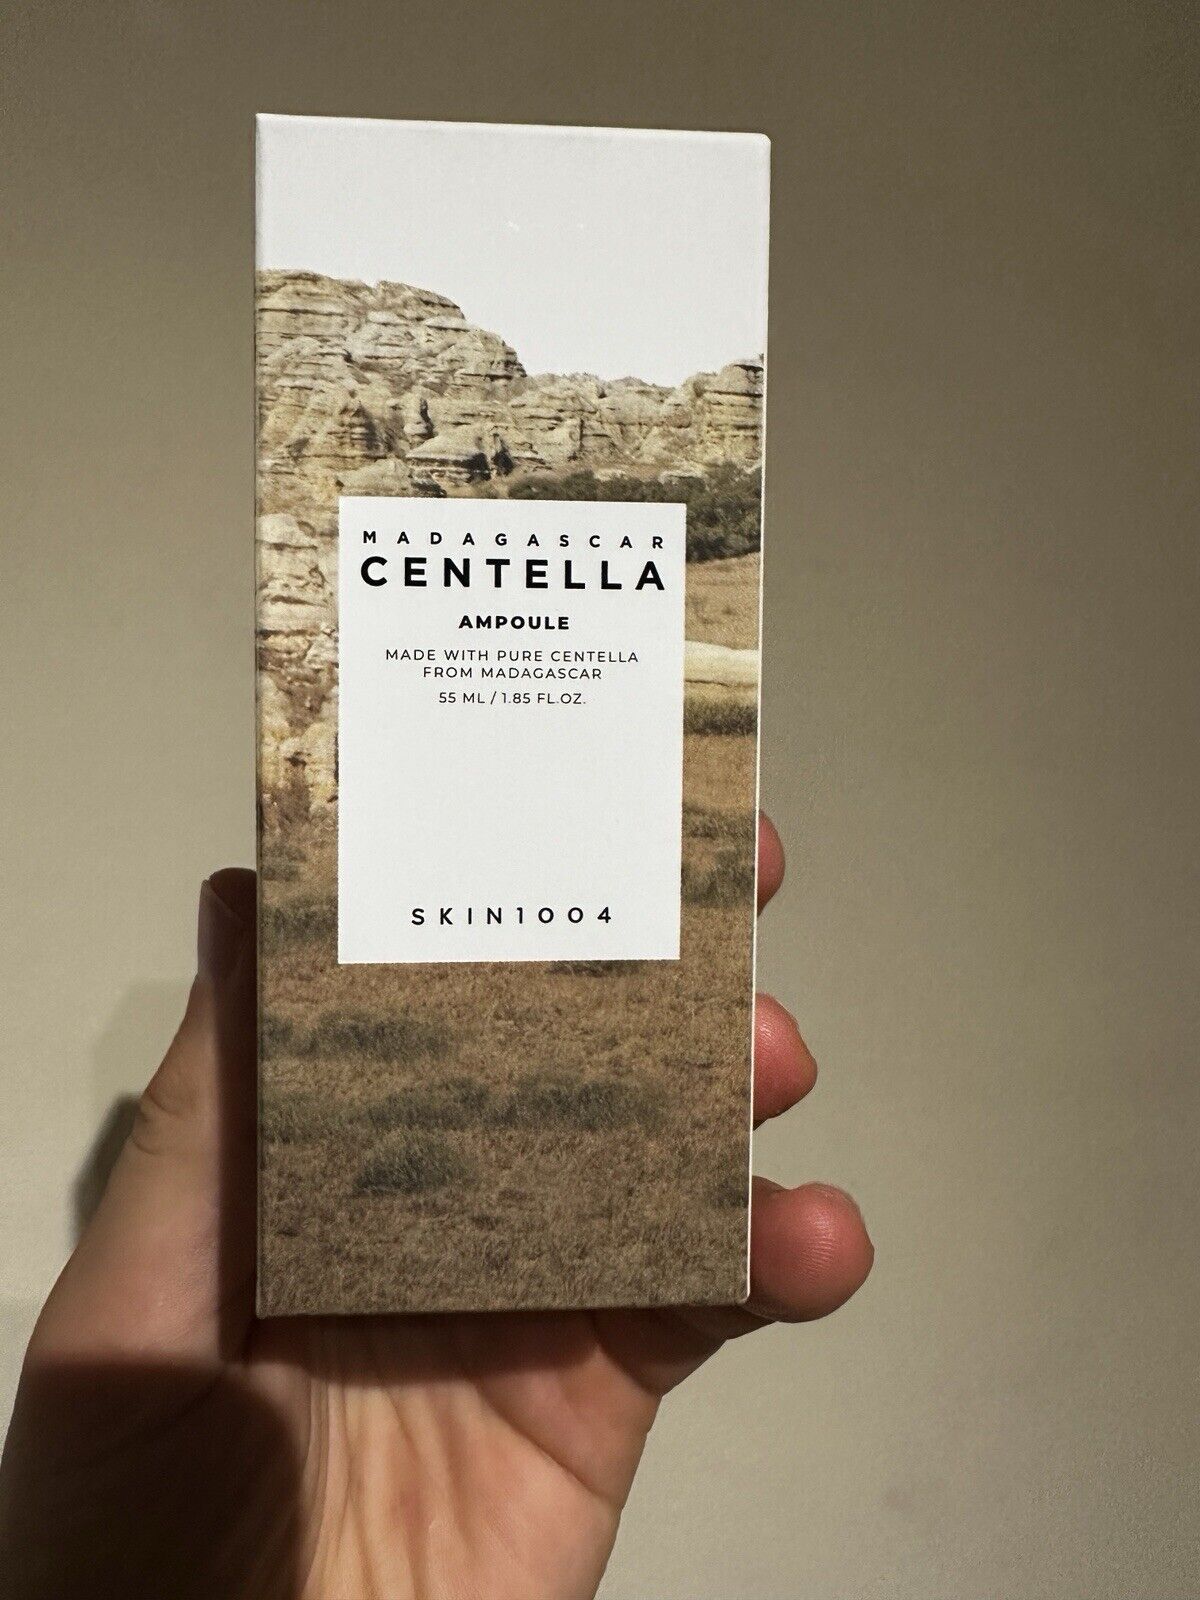 MADAGASCAR
CENTELLA
AMPOULE
MADE WITH PURE CENTELLA
FROM MADAGASCAR
55 ML / 1.85 FL.OZ.
SKIN1004